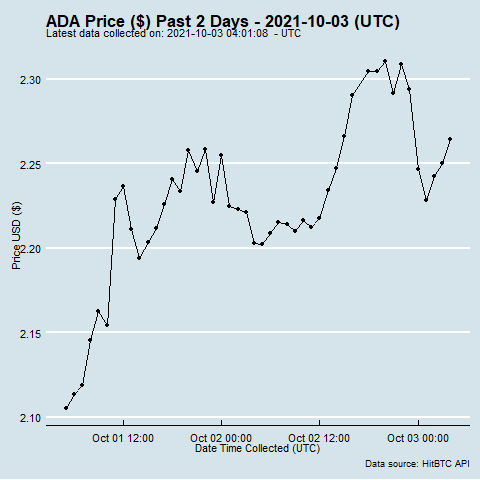 ADA Price ($) Past 2 Days - 2021-10-03 (UTC)
Latest data collected on: 2021-10-03 04:01:08 - UTC
2.30
2.25
2.20
2.15
2.10
Price USD ($)
Oct 01 12:00 Oct 02 00:00 Oct 02 12:00 Oct 03 00:00
Date Time Collected (UTC)
Data source: HitBTC API